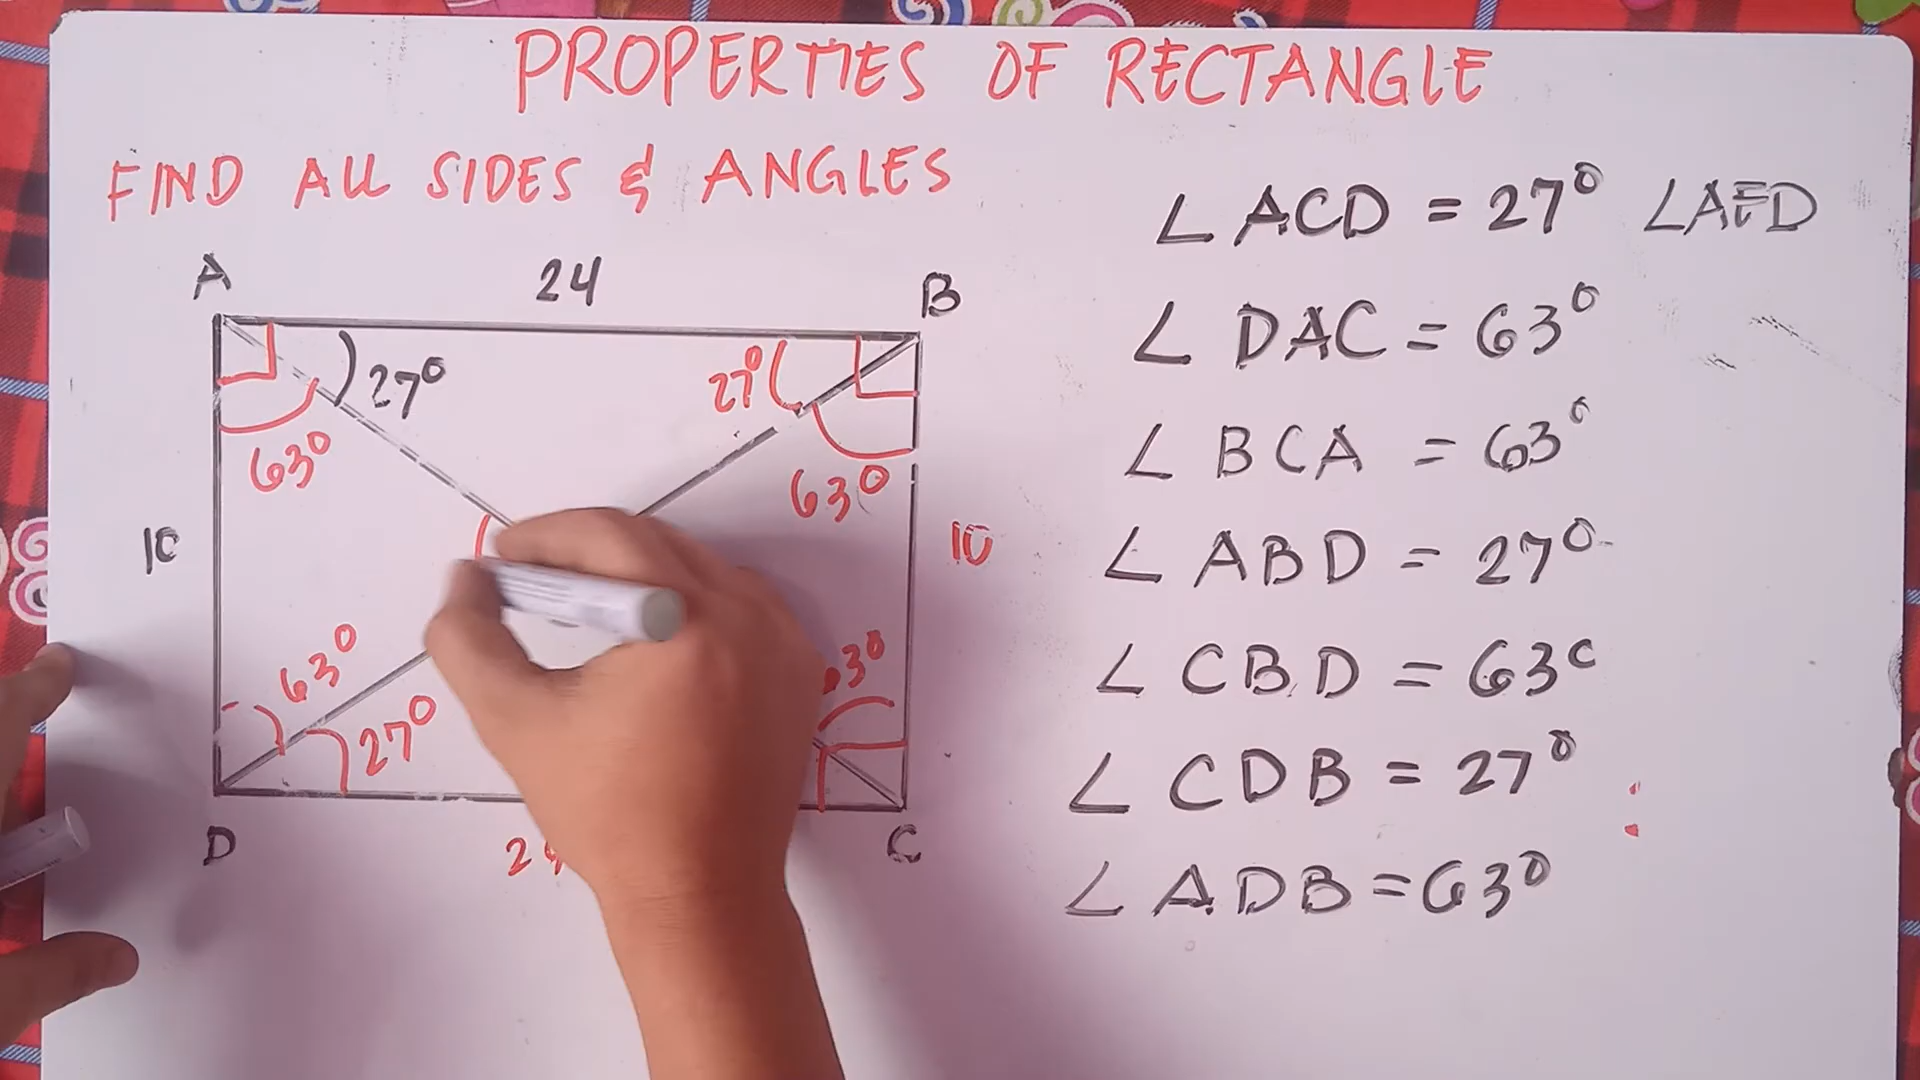 PROPERTIES OF RECTANGLE
FIND ALL SIDES & ANGLES
∠ ACD = 27° ∠AED
∠ DAC = 63°
∠ BCA = 63°
∠ ABD = 27°
∠ CBD = 63°
∠ CDB = 27°
∠ ADB = 63°
A 24 B
27° 27°
63° 63°
10 10
63° 63°
27°
D 24 C